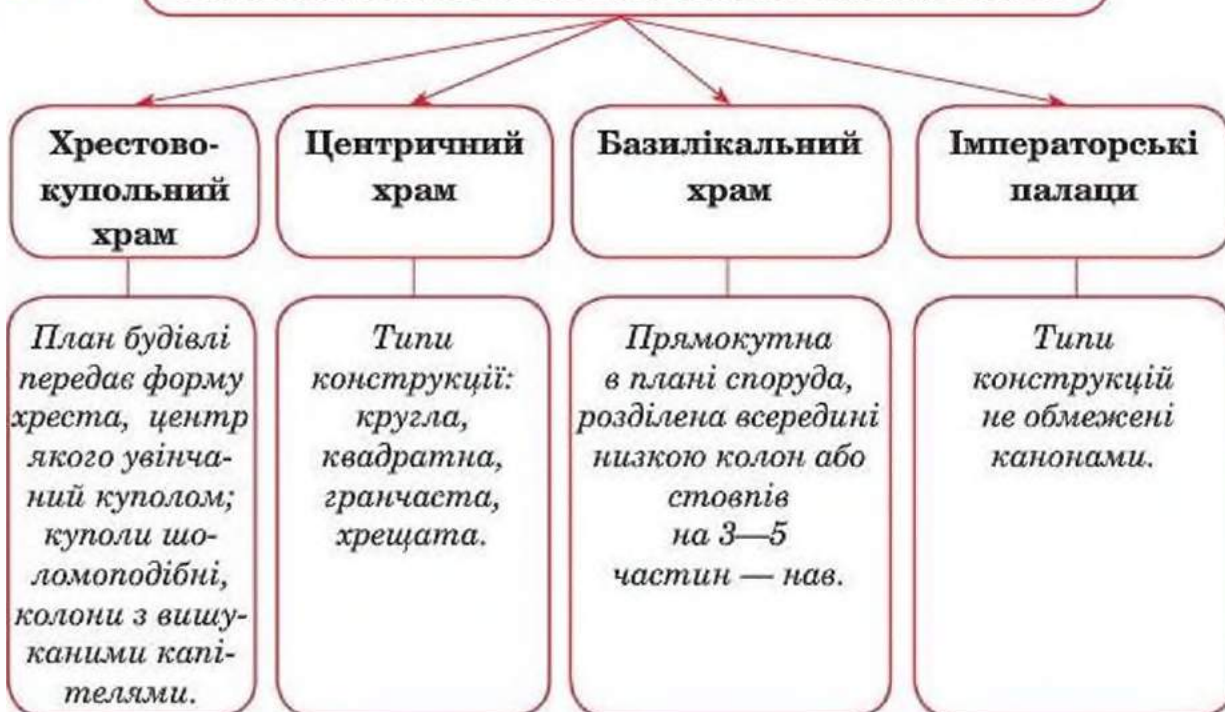 Хрестово-
купольний
храм
Центричний
храм
Базилікальний
храм
Імператорські
палаци
План будівлі
передає форму
хреста, центр
якого увінча-
ний куполом;
куполи шо-
ломоподібні,
колони з вишу-
каними капі-
телями.
Типи
конструкції:
кругла,
квадратна,
гранчаста,
хрещата.
Прямокутна
в плані споруда,
розділена всередині
низкою колон або
стовпів
на 3—5
частин — нав.
Типи
конструкцій
не обмежені
канонами.